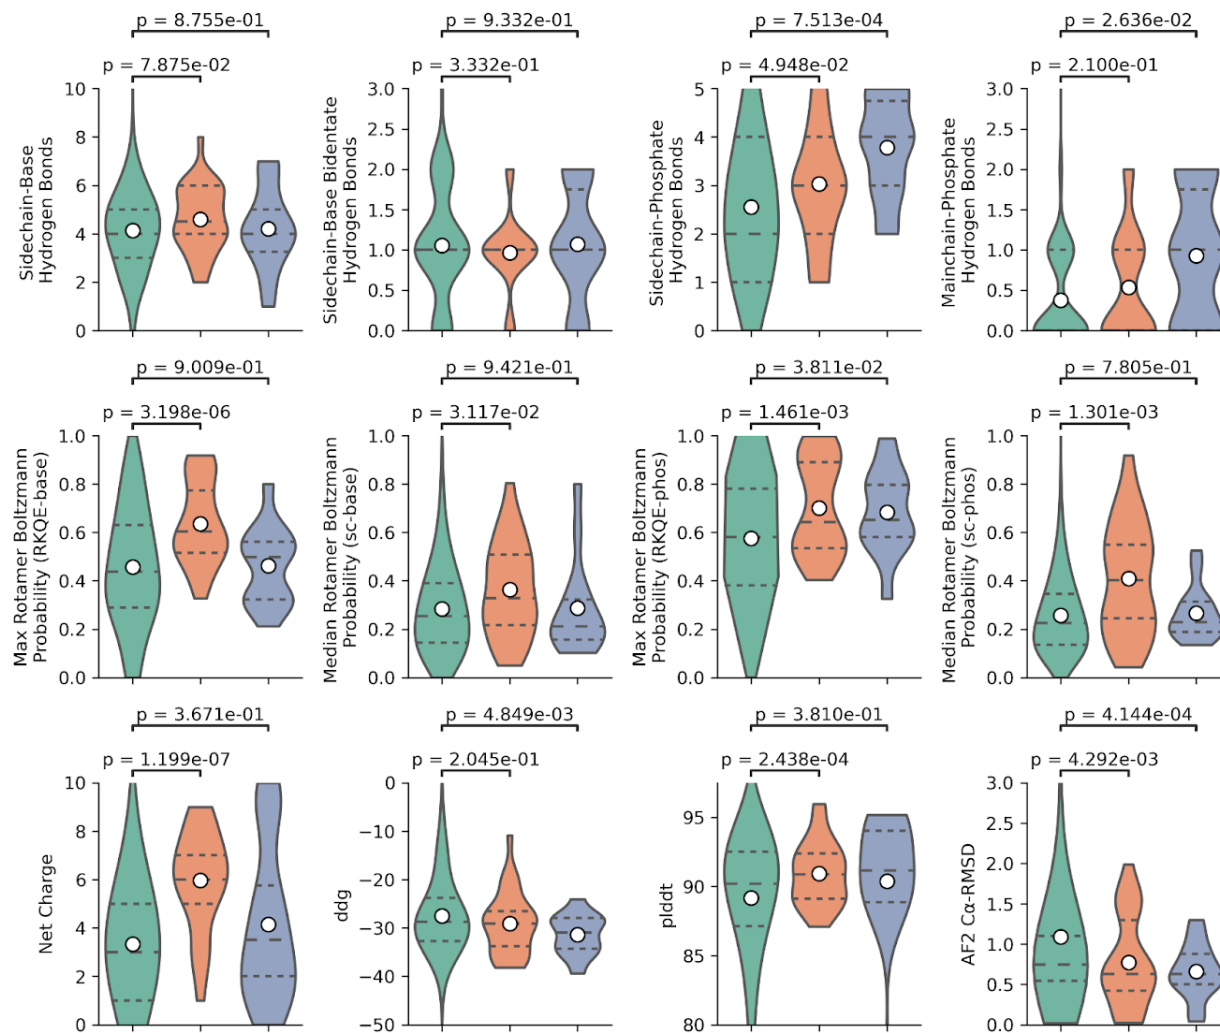 p = 8.755e-01
p = 7.875e-02
Sidechain-Base
Hydrogen Bonds
10
8
6
4
2
0
p = 9.332e-01
p = 3.332e-01
Sidechain-Base Bidentate
Hydrogen Bonds
3.0
2.5
2.0
1.5
1.0
0.5
0.0
p = 7.513e-04
p = 4.948e-02
Sidechain-Phosphate
Hydrogen Bonds
5
4
3
2
1
0
p = 2.636e-02
p = 2.100e-01
Mainchain-Phosphate
Hydrogen Bonds
3.0
2.5
2.0
1.5
1.0
0.5
0.0
p = 9.009e-01
p = 3.198e-06
Max Rotamer Boltzmann
Probability (RKQE-base)
1.0
0.8
0.6
0.4
0.2
0.0
p = 9.421e-01
p = 3.117e-02
Median Rotamer Boltzmann
Probability (sc-base)
1.0
0.8
0.6
0.4
0.2
0.0
p = 3.811e-02
p = 1.461e-03
Max Rotamer Boltzmann
Probability (RKQE-phos)
1.0
0.8
0.6
0.4
0.2
0.0
p = 7.805e-01
p = 1.301e-03
Median Rotamer Boltzmann
Probability (sc-phos)
1.0
0.8
0.6
0.4
0.2
0.0
p = 3.671e-01
p = 1.199e-07
Net Charge
10
8
6
4
2
0
p = 4.849e-03
p = 2.045e-01
ddg
0
−10
−20
−30
−40
−50
p = 3.810e-01
p = 2.438e-04
plddt
95
90
85
80
p = 4.144e-04
p = 4.292e-03
AF2 Cα-RMSD
3.0
2.5
2.0
1.5
1.0
0.5
0.0